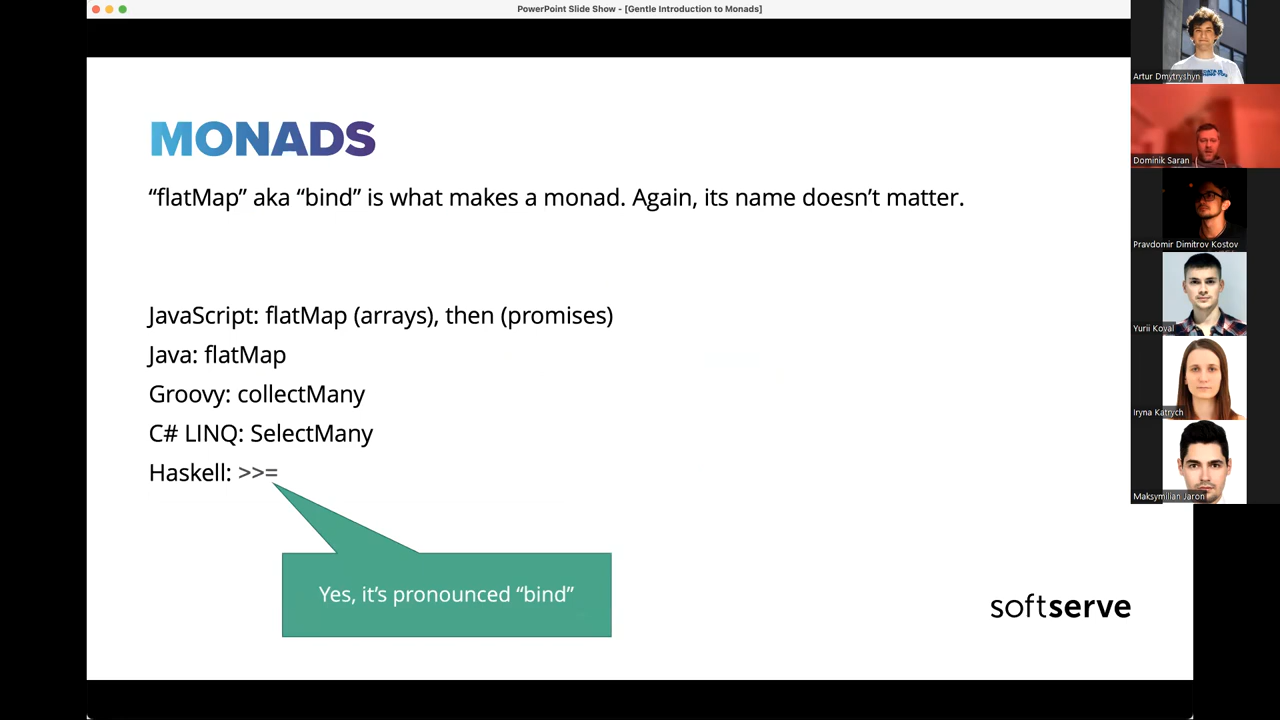 PowerPoint Slide Show - [Gentle Introduction to Monads]
MONADS
“flatMap” aka “bind” is what makes a monad. Again, its name doesn’t matter.
JavaScript: flatMap (arrays), then (promises)
Java: flatMap
Groovy: collectMany
C# LINQ: SelectMany
Haskell: >>=
Yes, it’s pronounced “bind”
softserve
Artur Dmytryshyn
Dominik Saran
Pravdomir Dimitrov Kostov
Yurii Koval
Iryna Katrych
Maksymilian Jaron